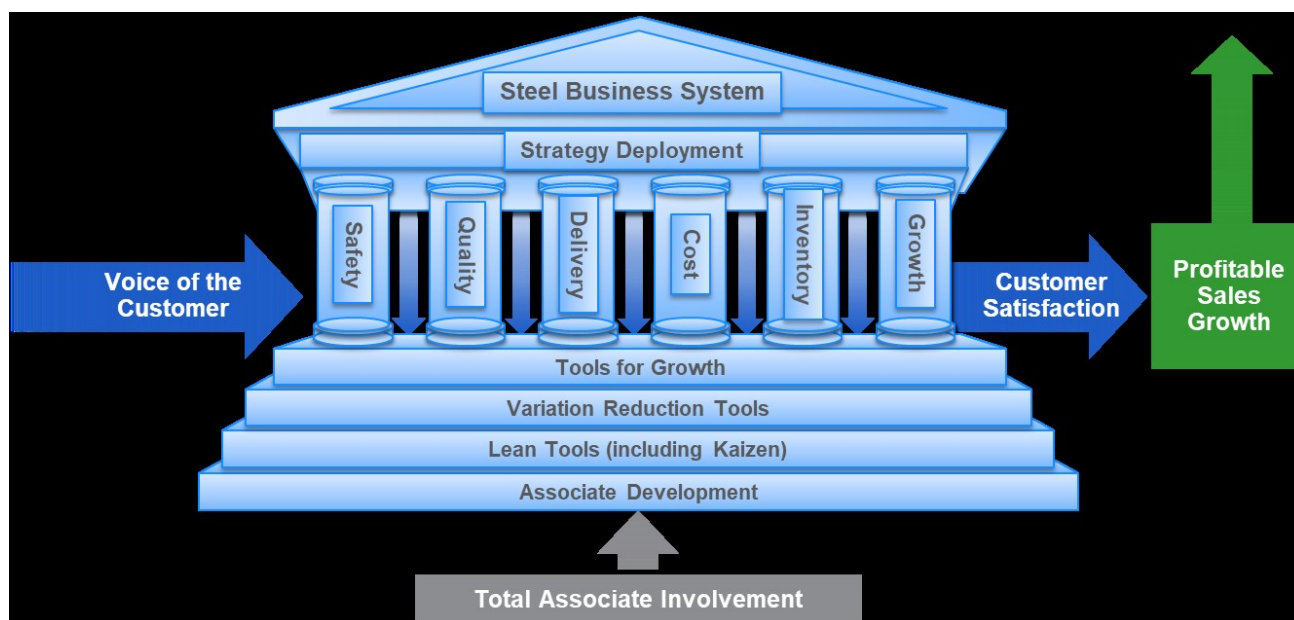 Steel Business System
Strategy Deployment
Safety
Quality
Delivery
Cost
Inventory
Growth
Voice of the
Customer
Customer
Satisfaction
Profitable
Sales
Growth
Tools for Growth
Variation Reduction Tools
Lean Tools (including Kaizen)
Associate Development
Total Associate Involvement